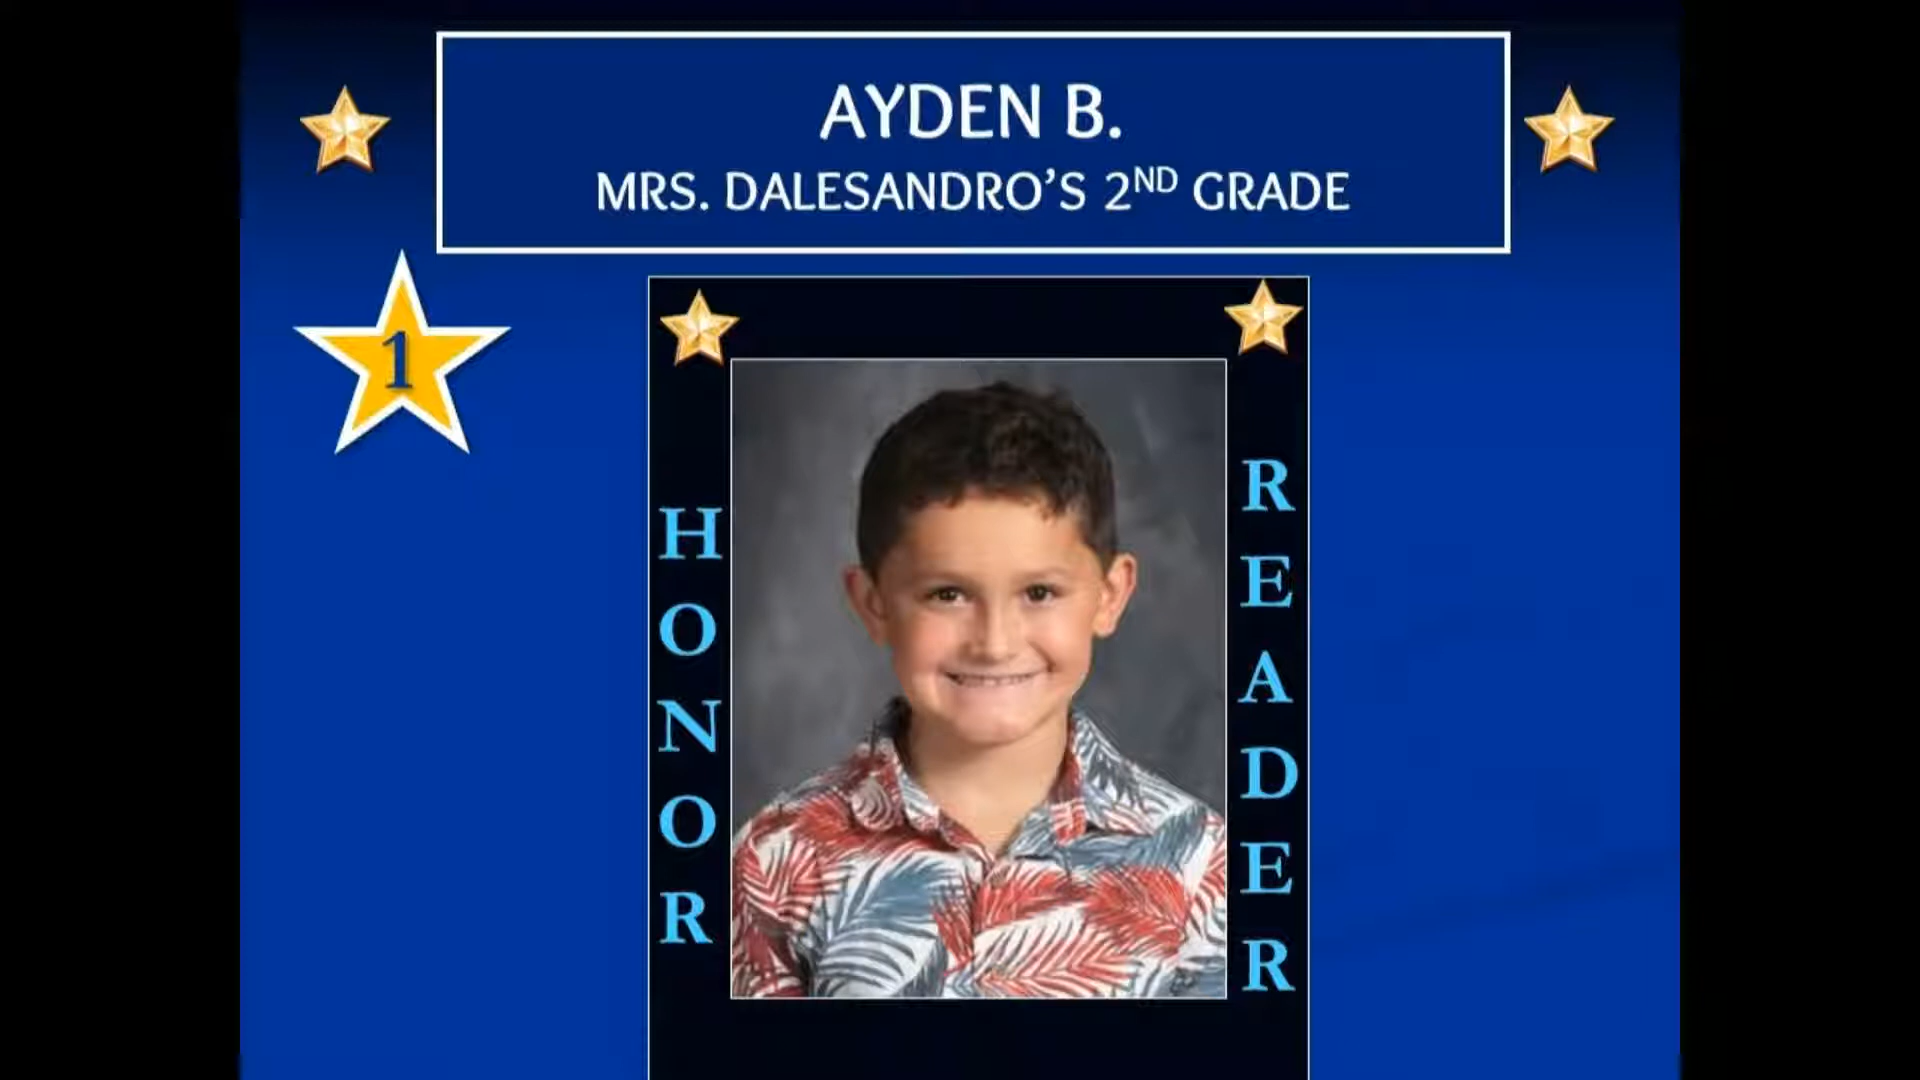 AYDEN B.
MRS. DALESANDRO'S 2ND GRADE
1
HONOR
READER